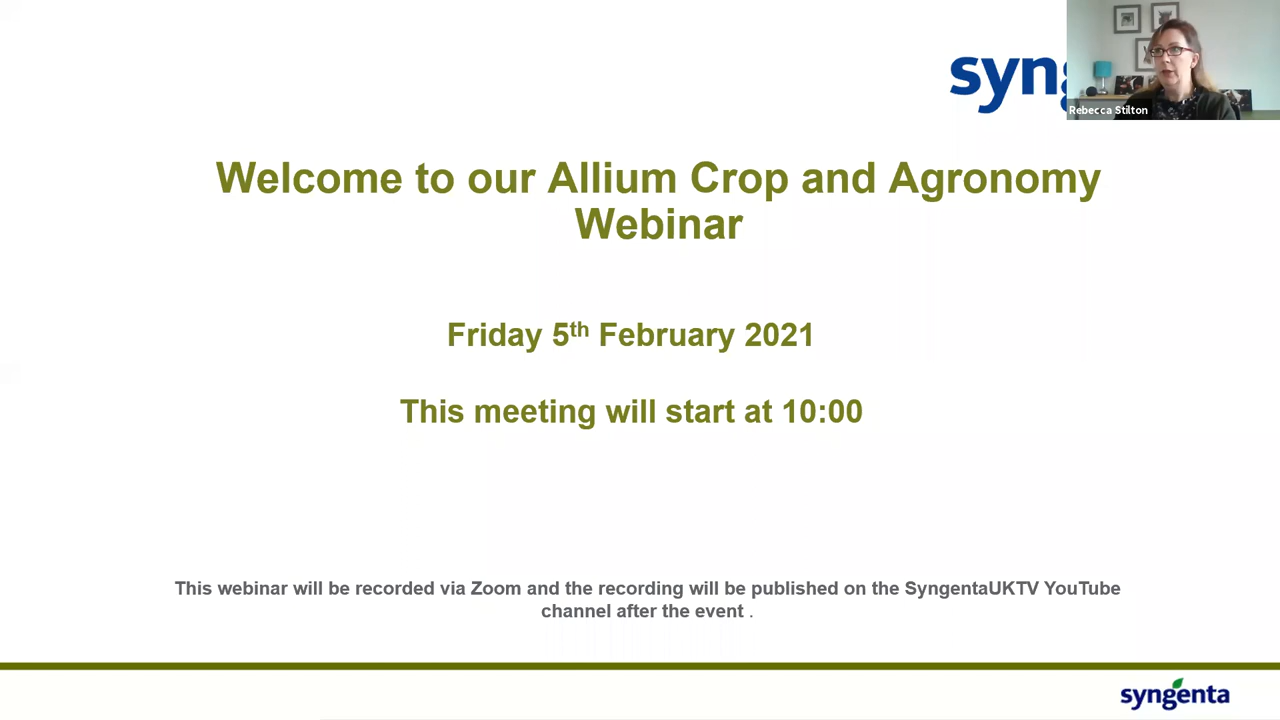 syng
Rebecca Stilton
Welcome to our Allium Crop and Agronomy
Webinar
Friday 5th February 2021
This meeting will start at 10:00
This webinar will be recorded via Zoom and the recording will be published on the SyngentaUKTV YouTube
channel after the event .
syngenta